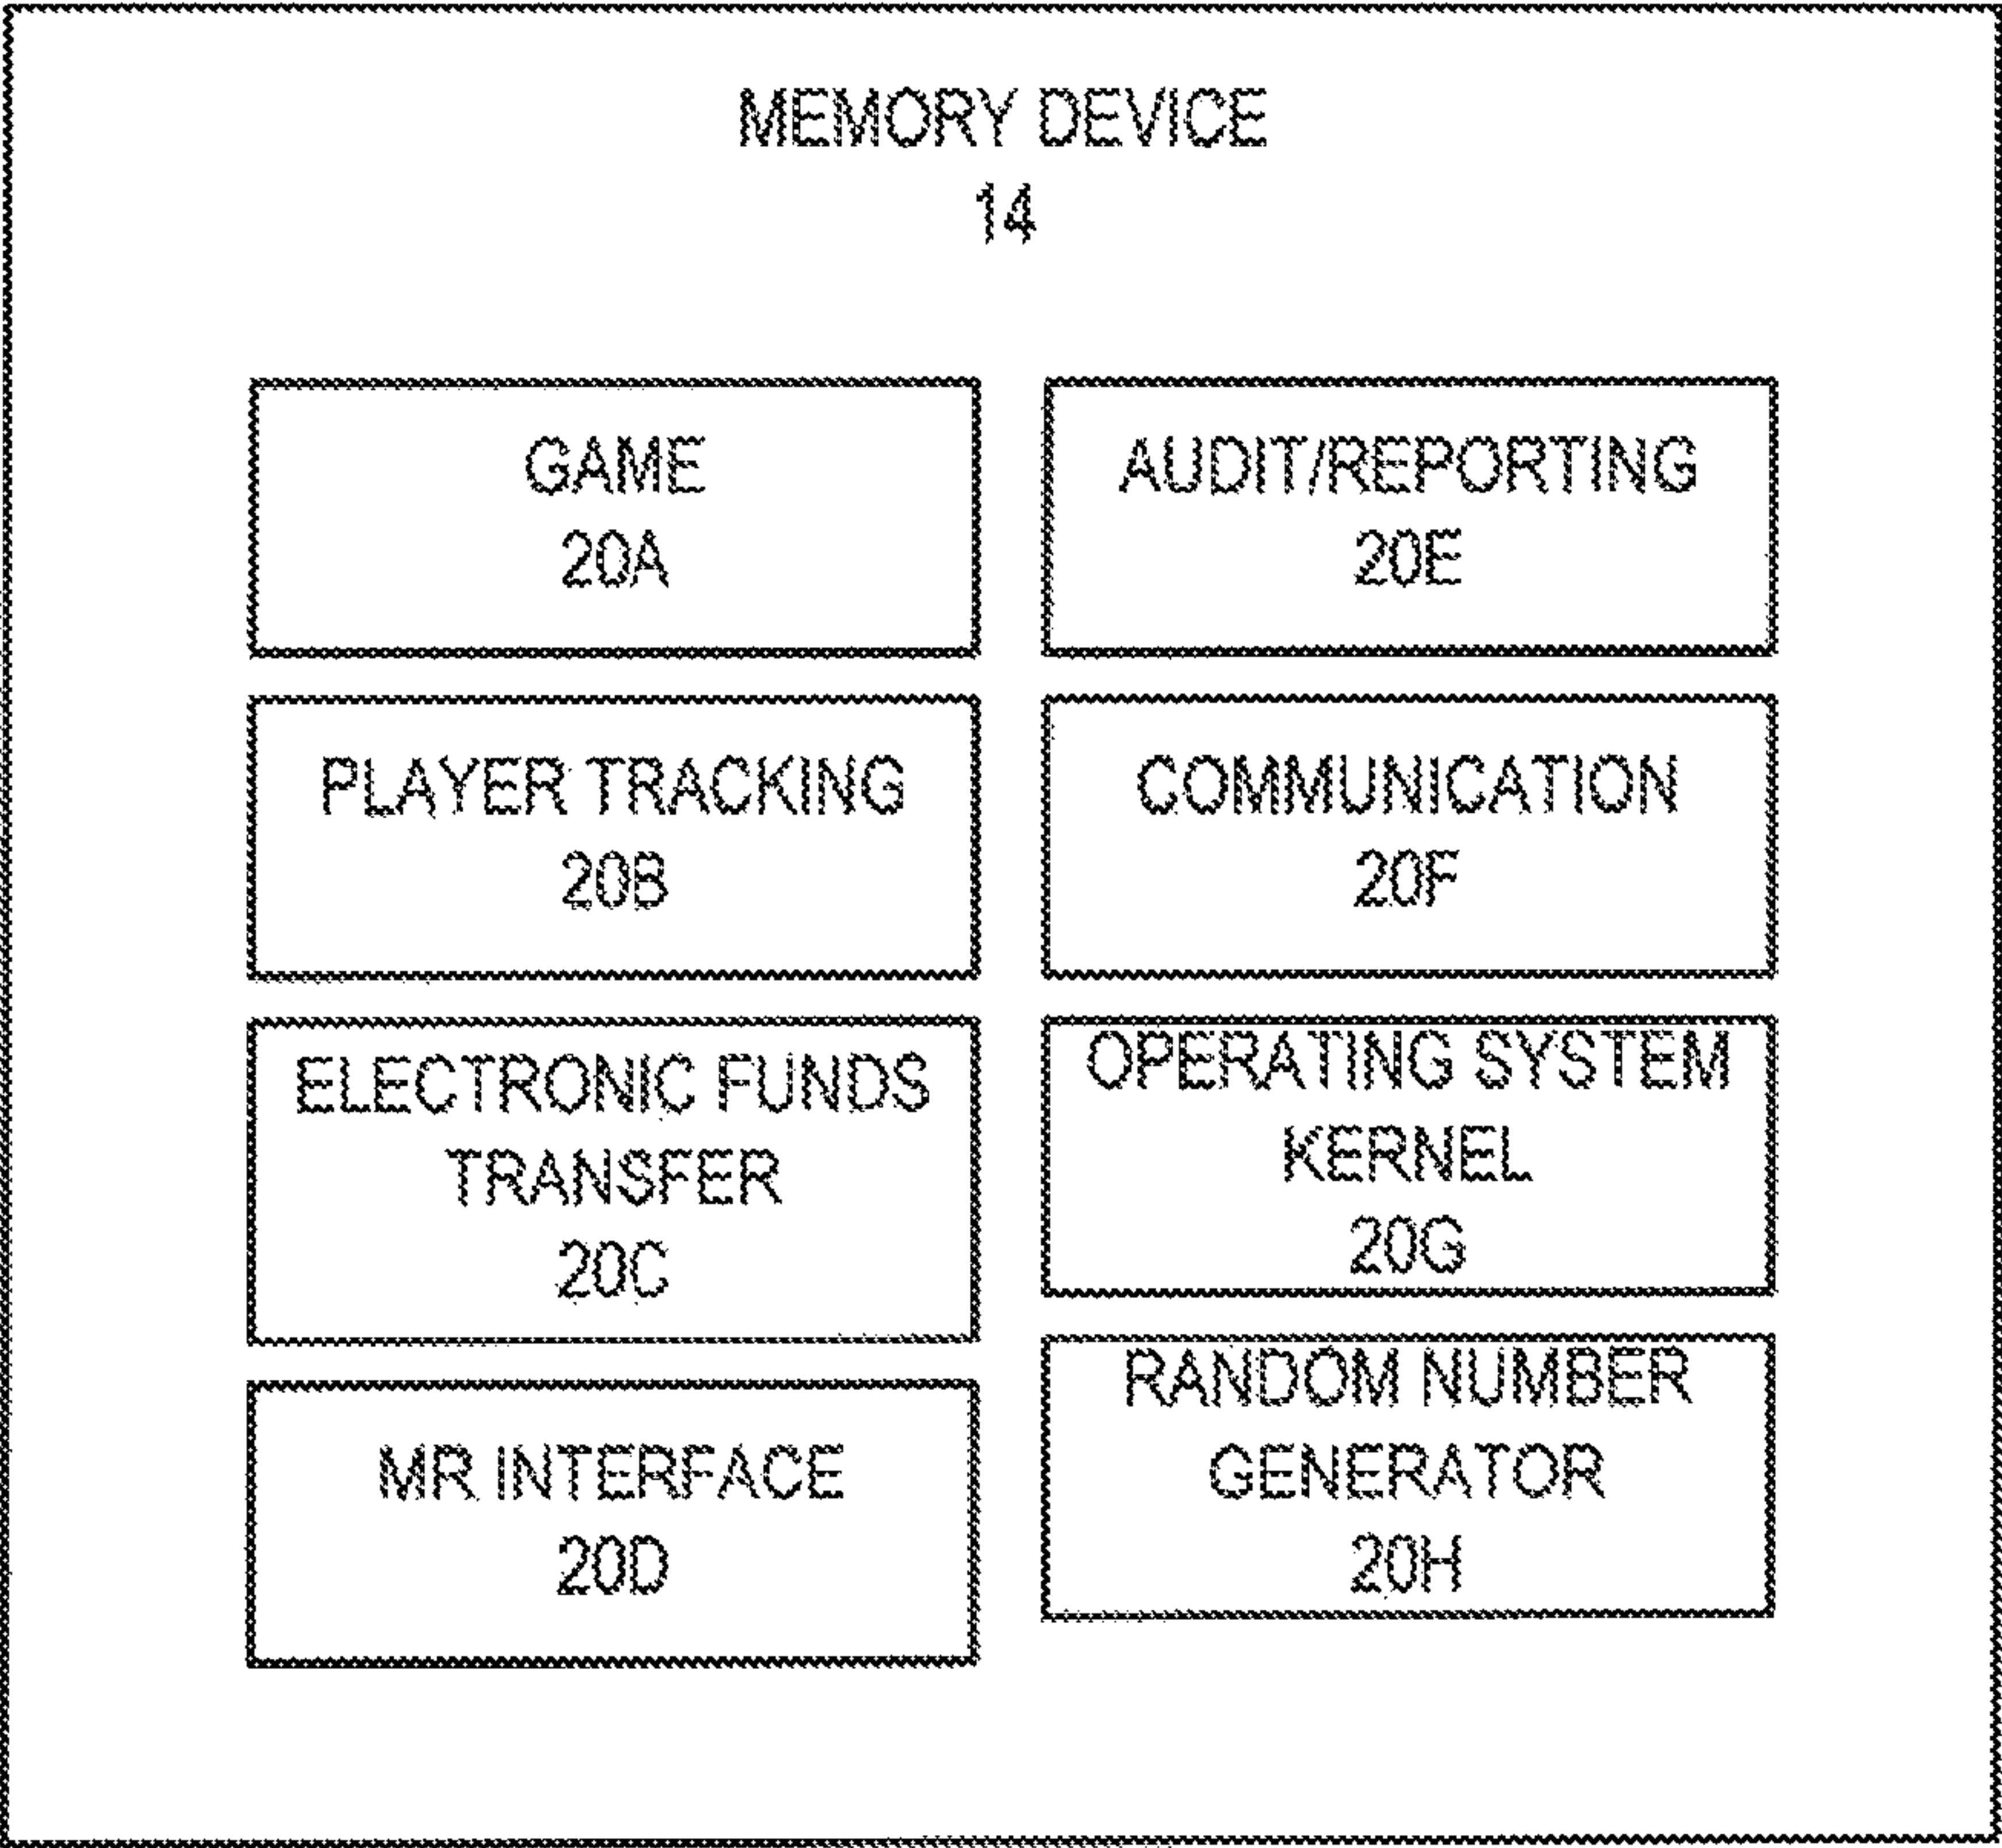 MEMORY DEVICE
14
GAME
20A
PLAYER TRACKING
20B
ELECTRONIC FUNDS
TRANSFER
20C
MR INTERFACE
20D
AUDIT/REPORTING
20E
COMMUNICATION
20F
OPERATING SYSTEM
KERNEL
20G
RANDOM NUMBER
GENERATOR
20H